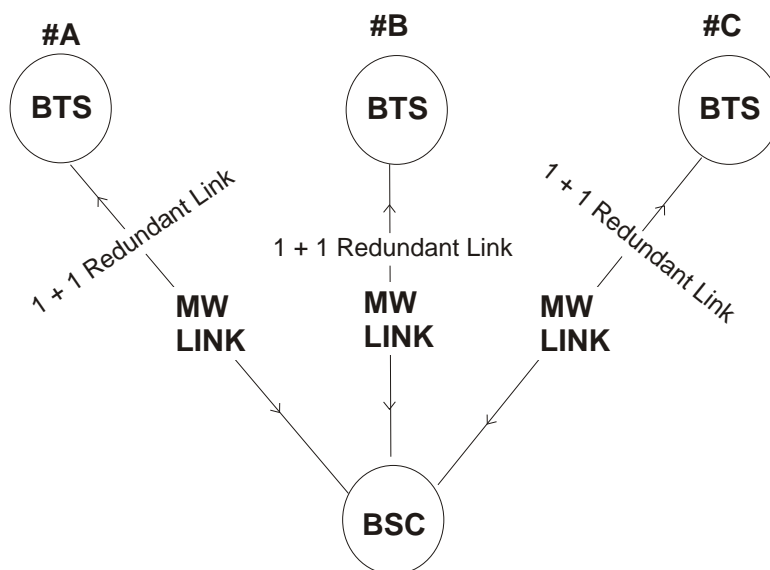 #A
#B
#C
BTS
BTS
BTS
1 + 1 Redundant Link
1 + 1 Redundant Link
1 + 1 Redundant Link
MW
LINK
MW
LINK
MW
LINK
BSC